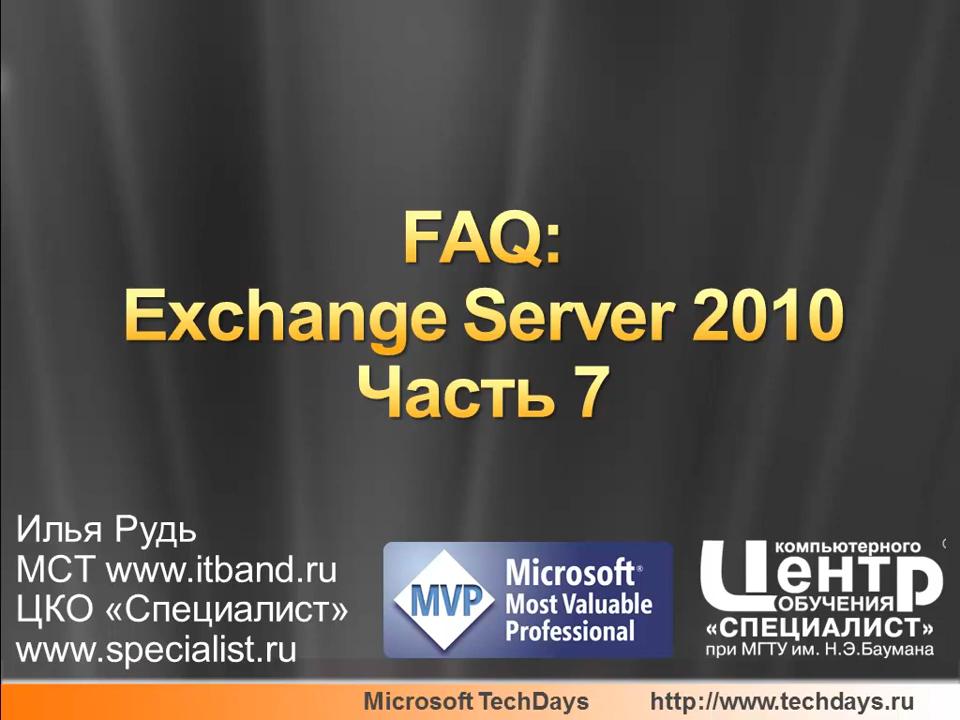 FAQ:
Exchange Server 2010
Часть 7
Илья Рудь
МСТ www.itband.ru
ЦКО «Специалист»
www.specialist.ru
MVP
Microsoft®
Most Valuable
Professional
компьютерного
Центр
ОБУЧЕНИЯ
«СПЕЦИАЛИСТ»
при МГТУ им. Н.Э.Баумана
Microsoft TechDays http://www.techdays.ru